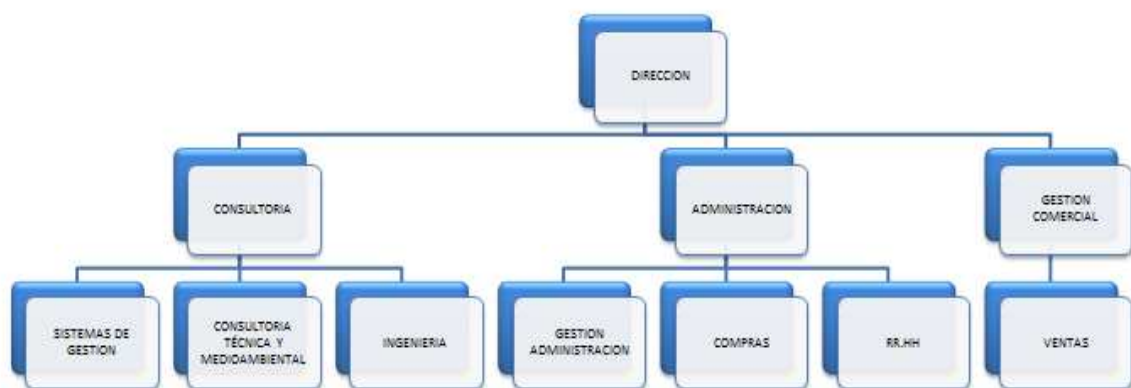 DIRECCION
CONSULTORIA
ADMINISTRACION
GESTION
COMERCIAL
SISTEMAS DE
GESTION
CONSULTORIA
TÉCNICA Y
MEDIOAMBIENTAL
INGENIERIA
GESTION
ADMINISTRACION
COMPRAS
RR.HH
VENTAS